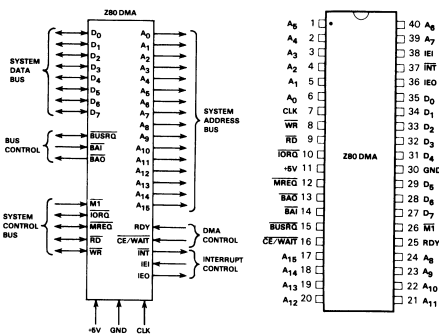 Z80 DMA
SYSTEM
DATA
BUS
D0
D1
D2
D3
D4
D5
D6
D7
BUS
CONTROL
BUSRQ
BAI
BAO
SYSTEM
CONTROL
BUS
M1
IORQ
MREQ
RD
WR
A0
A1
A2
A3
A4
A5
A6
A7
A8
A9
A10
A11
A12
A13
A14
A15
SYSTEM
ADDRESS
BUS
RDY
CE/WAIT
DMA
CONTROL
INT
IEI
IEO
INTERRUPT
CONTROL
+5V GND CLK
Z80 DMA
A5 1
A4 2
A3 3
A2 4
A1 5
A0 6
CLK 7
WR 8
RD 9
IORQ 10
+5V 11
MREQ 12
BAO 13
BAI 14
BUSRQ 15
CE/WAIT 16
A15 17
A14 18
A13 19
A12 20
40 A6
39 A7
38 IEI
37 INT
36 IEO
35 D0
34 D1
33 D2
32 D3
31 D4
30 GND
29 D5
28 D6
27 D7
26 M1
25 RDY
24 A8
23 A9
22 A10
21 A11